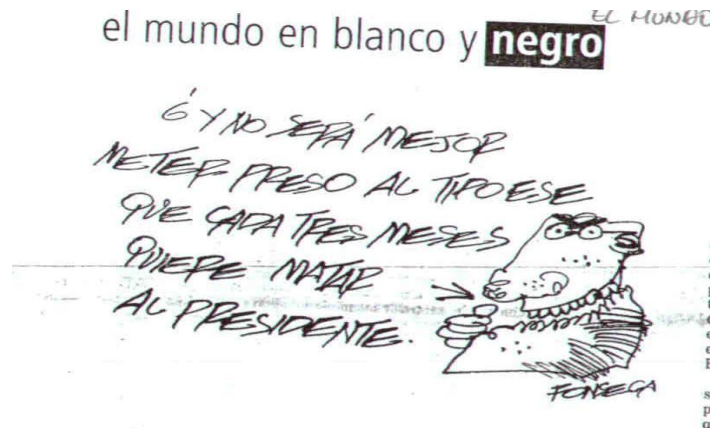 EL MUNDO
el mundo en blanco y negro
¿Y NO SERÁ MEJOR
METER PRESO AL TIPO ESE
QUE CADA TRES MESES
QUIERE MATAR
AL PRESIDENTE.
FONSECA